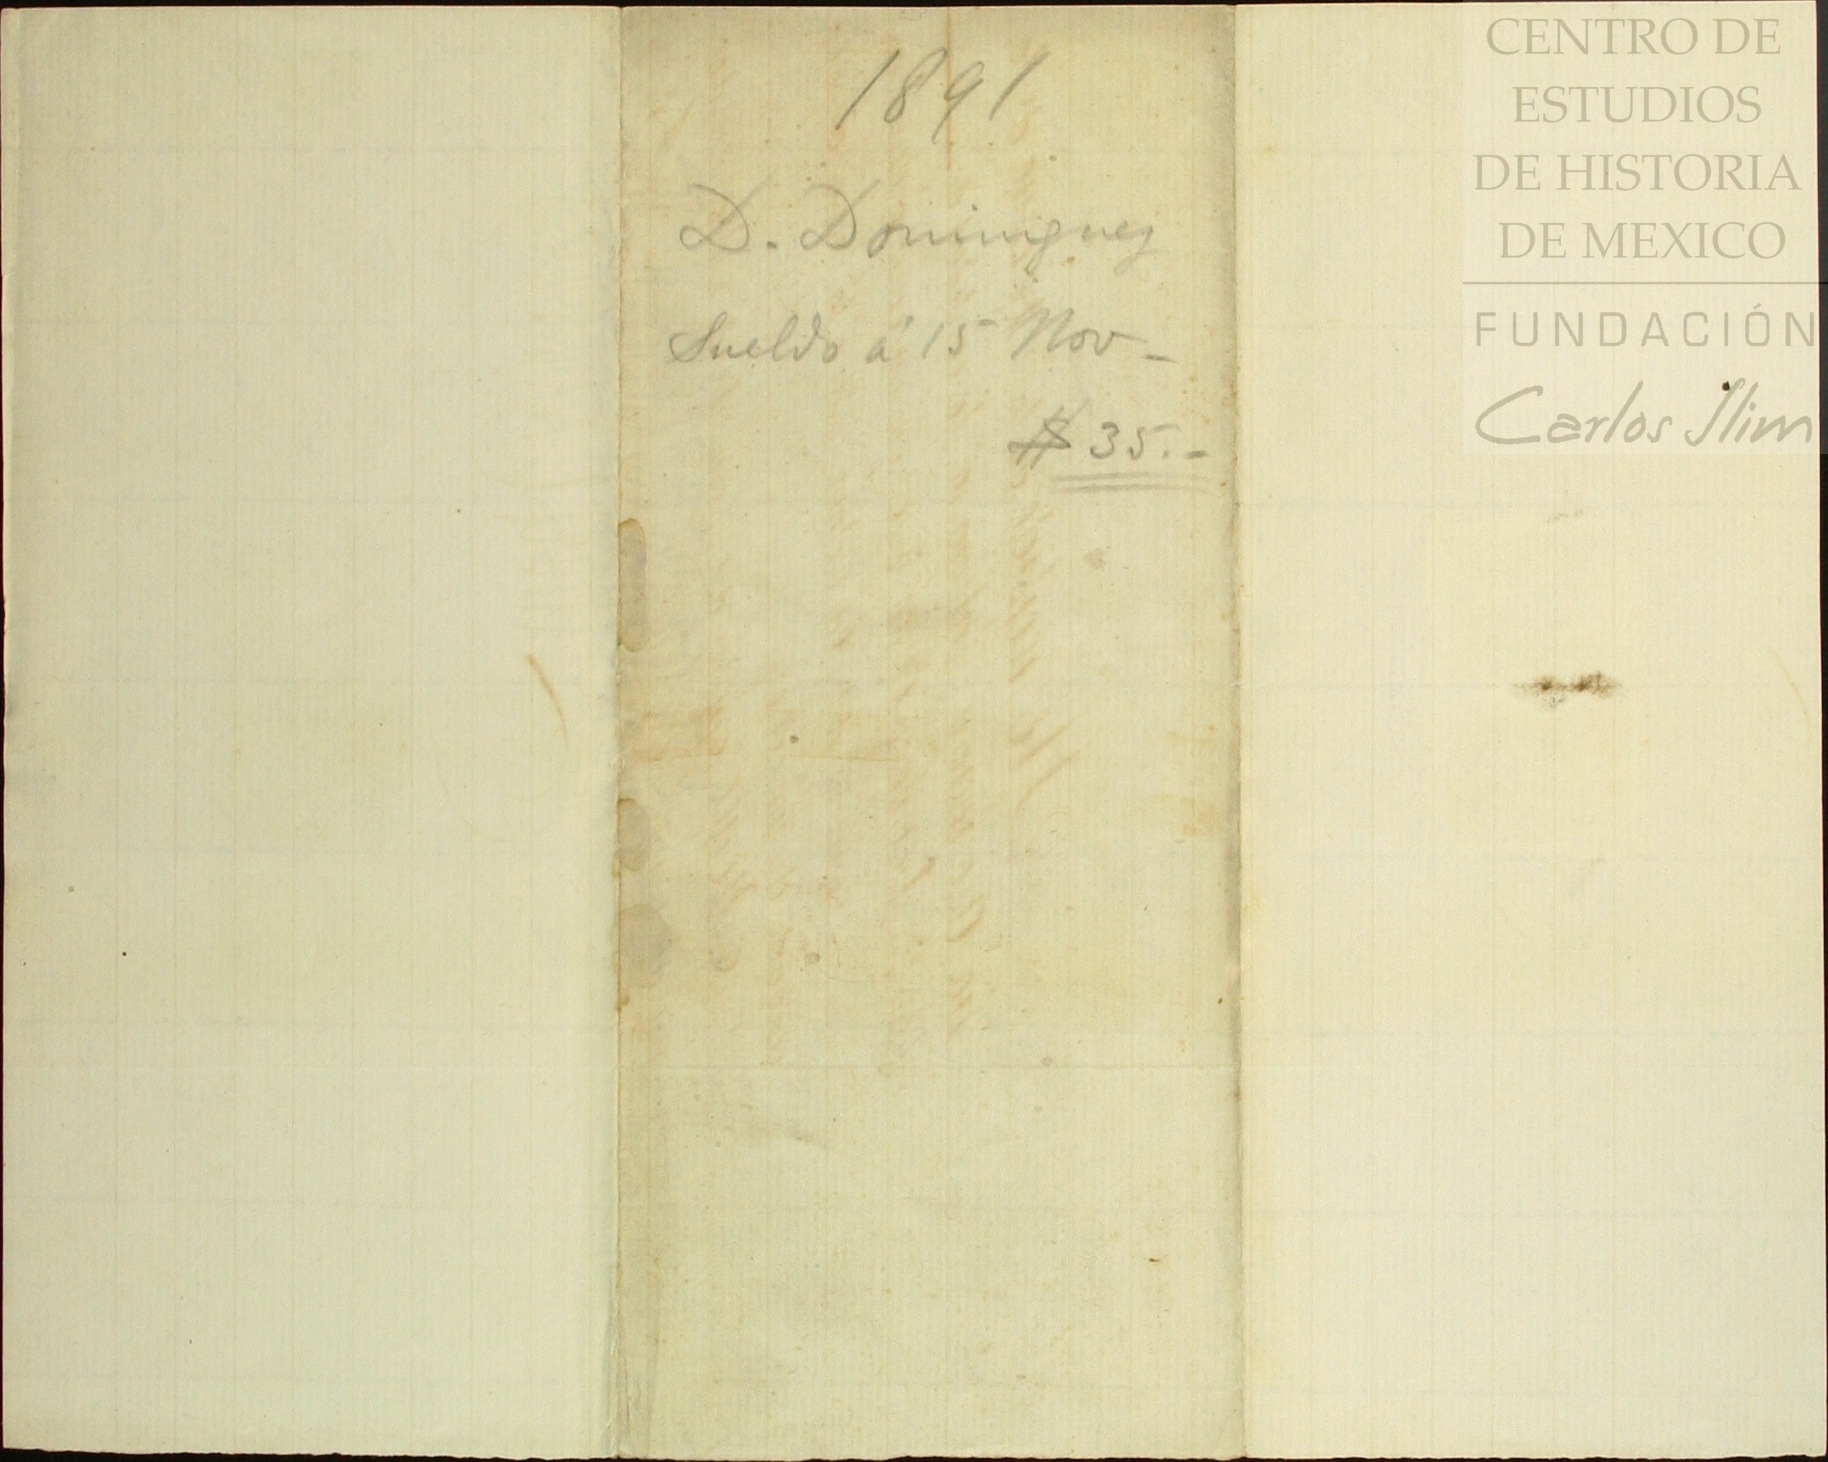 1891
D. Dominguez
Sueldo á 15 Nov-
$ 35.-
CENTRO DE
ESTUDIOS
DE HISTORIA
DE MEXICO
FUNDACIÓN
Carlos Slim